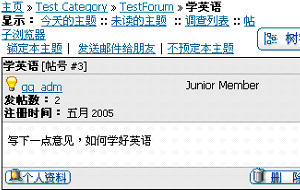 主页 » Test Category » TestForum » 学英语
显示： 今天的主题 :: 未读的主题  :: 调查列表 :: 帖
子浏览器
树
锁定本主题 | 发送邮件给朋友 | 不预定本主题
学英语 [帖号 #3]
gg_adm Junior Member
发帖数： 2
注册时间： 五月 2005
写下一点意见，如何学好英语
个人资料 删 除